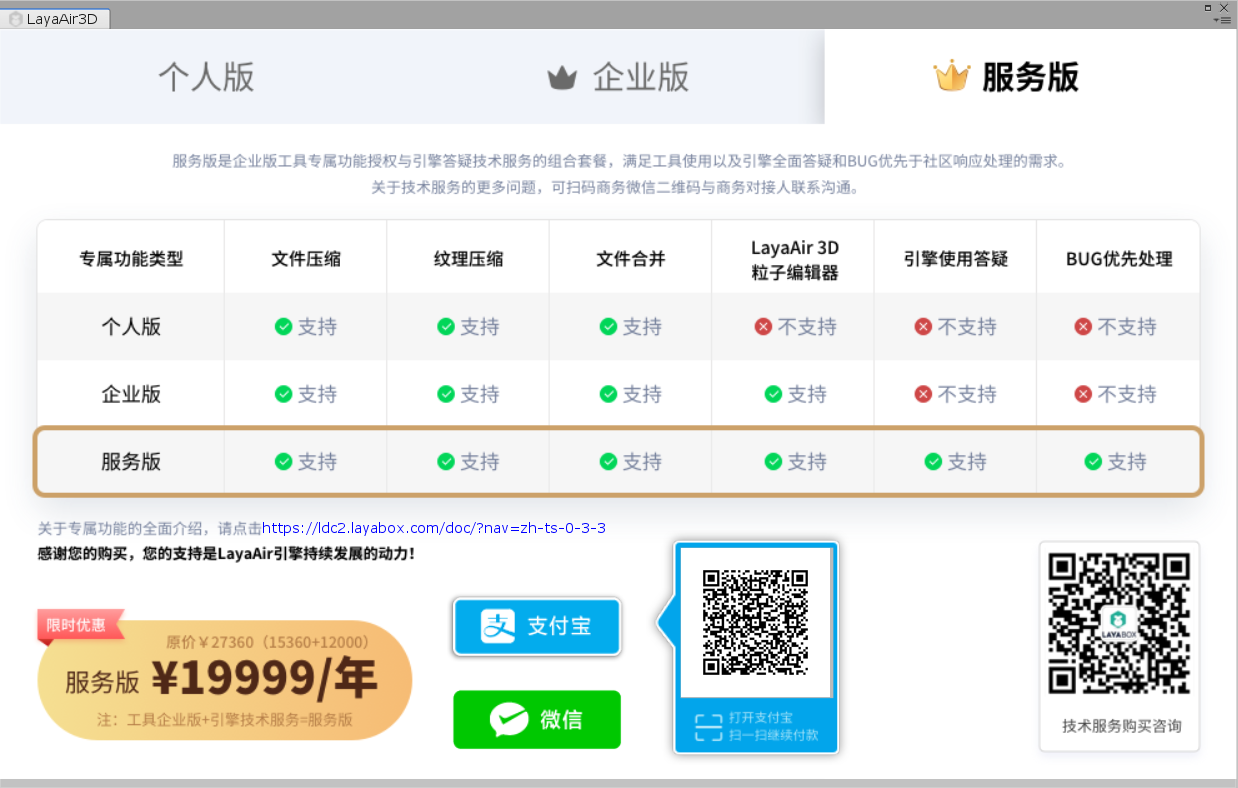 LayaAir3D
个人版
企业版
服务版
服务版是企业版工具专属功能授权与引擎答疑技术服务的组合套餐，满足工具使用以及引擎全面答疑和BUG优先于社区响应处理的需求。
关于技术服务的更多问题，可扫码商务微信二维码与商务对接人联系沟通。
专属功能类型 文件压缩 纹理压缩 文件合并 LayaAir 3D 粒子编辑器 引擎使用答疑 BUG优先处理
个人版 支持 支持 支持 不支持 不支持 不支持
企业版 支持 支持 支持 支持 不支持 不支持
服务版 支持 支持 支持 支持 支持 支持
关于专属功能的全面介绍，请点击https://ldc2.layabox.com/doc/?nav=zh-ts-0-3-3
感谢您的购买，您的支持是LayaAir引擎持续发展的动力！
限时优惠
原价￥27360（15360+12000）
服务版 ¥19999/年
注：工具企业版+引擎技术服务=服务版
支付宝
微信
打开支付宝
扫一扫继续付款
LAYABOX
技术服务购买咨询